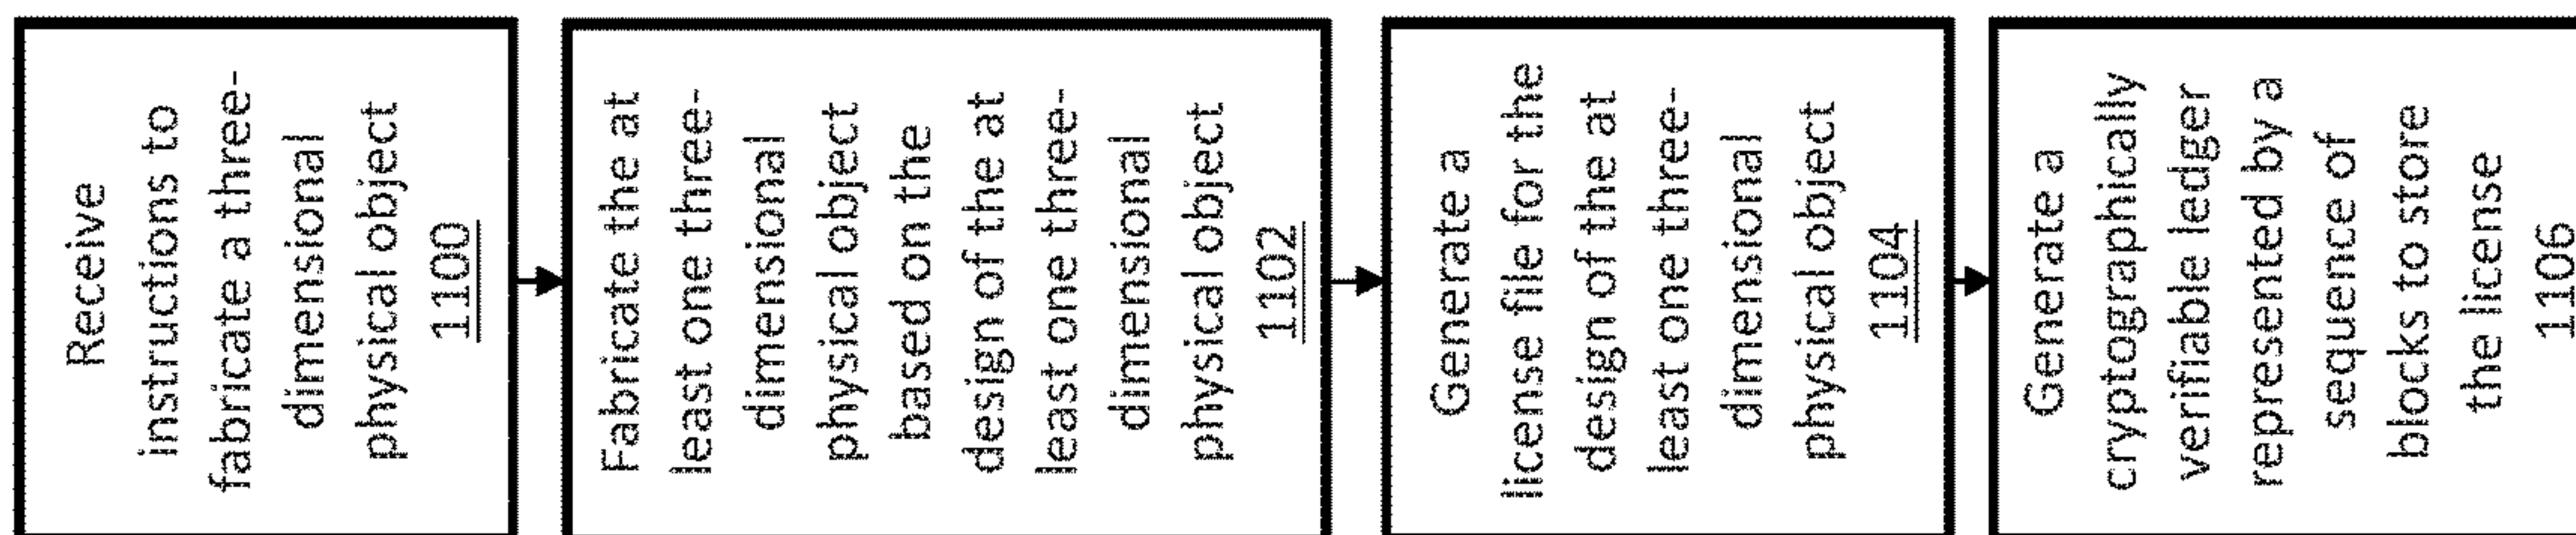 Receive
instructions to
fabricate a three-
dimensional
physical object
1100
Fabricate the at
least one three-
dimensional
physical object
based on the
design of the at
least one three-
dimensional
physical object
1102
Generate a
license file for the
design of the at
least one three-
dimensional
physical object
1104
Generate a
cryptographically
verifiable ledger
represented by a
sequence of
blocks to store
the license
1106